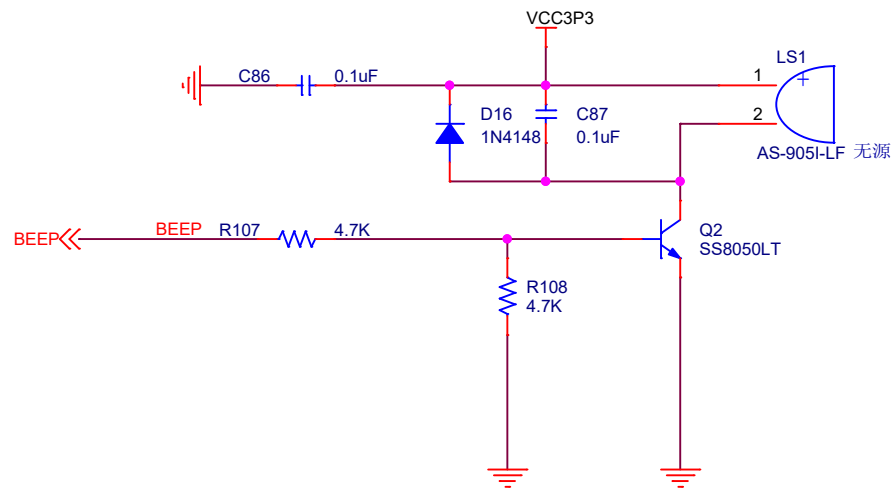 VCC3P3
LS1
C86 0.1uF
1
+
D16
1N4148
C87
0.1uF
2
AS-905I-LF 无源
BEEP
BEEP
R107 4.7K
Q2
SS8050LT
R108
4.7K